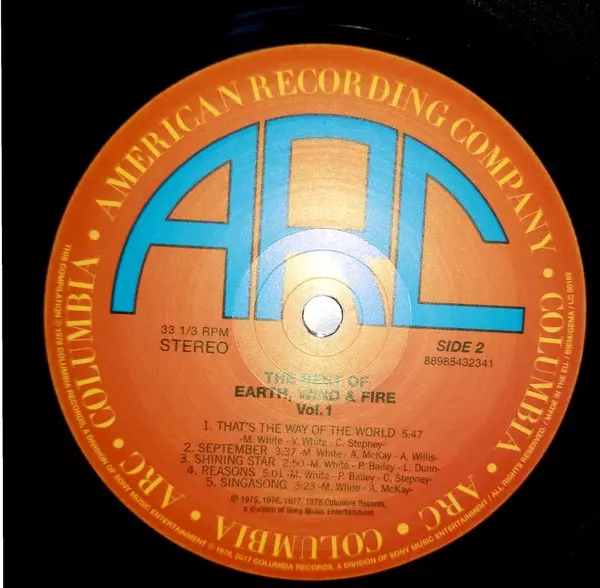 • AMERICAN RECORDING COMPANY • COLUMBIA • ARC • COLUMBIA • ARC • COLUMBIA
ARC
33 1/3 RPM
STEREO
SIDE 2
88985432341
THE BEST OF
EARTH, WIND & FIRE
Vol.1
1. THAT'S THE WAY OF THE WORLD 5:47
-M. White - V. White - C. Stepney-
2. SEPTEMBER 3:37 -M. White - A. McKay - A. Willis-
3. SHINING STAR 2:50 -M. White - P. Bailey - L. Dunn-
4. REASONS 5:01 -M. White - P. Bailey - C. Stepney-
5. SINGASONG 3:23 -M. White - A. McKay-
℗ 1975, 1976, 1977, 1978 Columbia Records,
a division of Sony Music Entertainment
THIS COMPILATION ℗ 1978 COLUMBIA RECORDS, A DIVISION OF SONY MUSIC ENTERTAINMENT / © 1978, 2017 COLUMBIA RECORDS, A DIVISION OF SONY MUSIC ENTERTAINMENT / ALL RIGHTS RESERVED. / MADE IN THE EU. / BIEM/GEMA / LC 00162